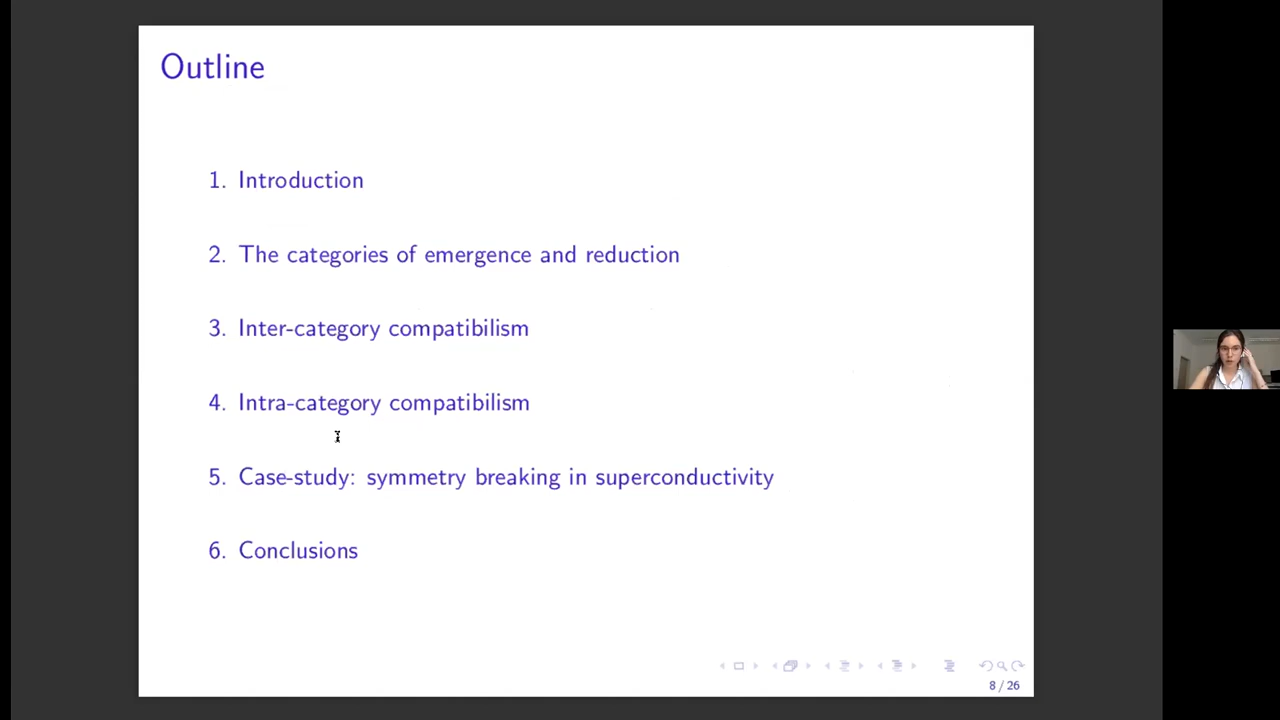 Outline
1. Introduction
2. The categories of emergence and reduction
3. Inter-category compatibilism
4. Intra-category compatibilism
5. Case-study: symmetry breaking in superconductivity
6. Conclusions
8 / 26